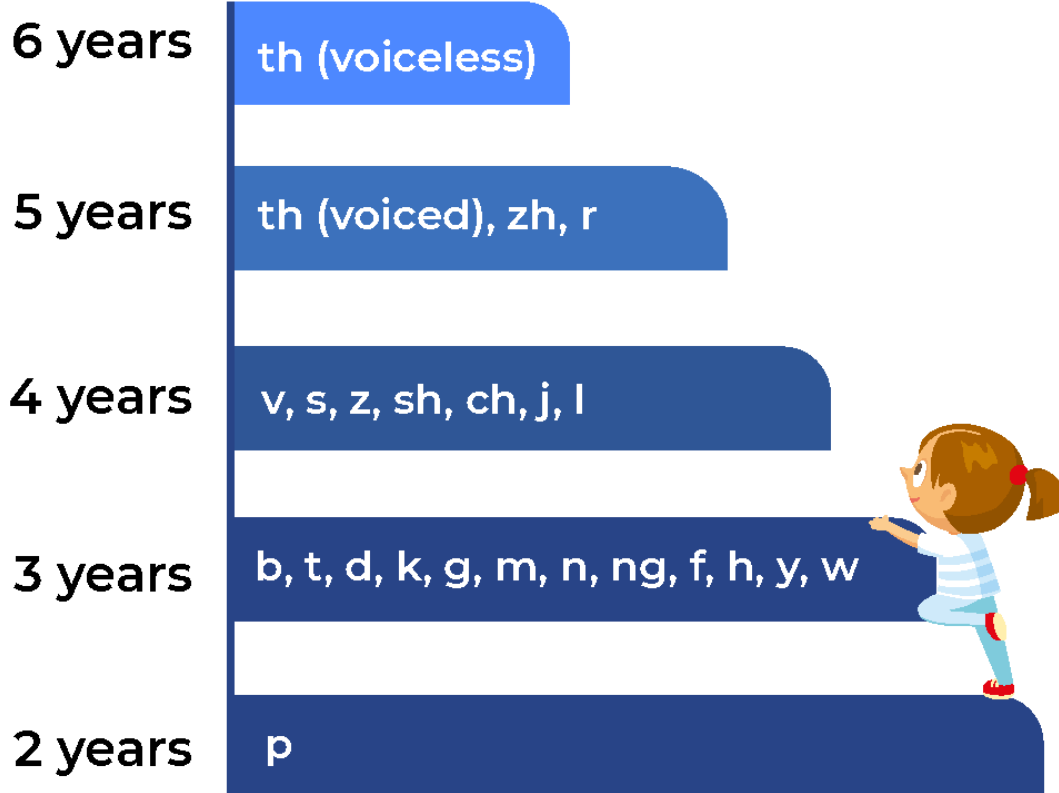 6 years
th (voiceless)
5 years
th (voiced), zh, r
4 years
v, s, z, sh, ch, j, l
3 years
b, t, d, k, g, m, n, ng, f, h, y, w
2 years
p